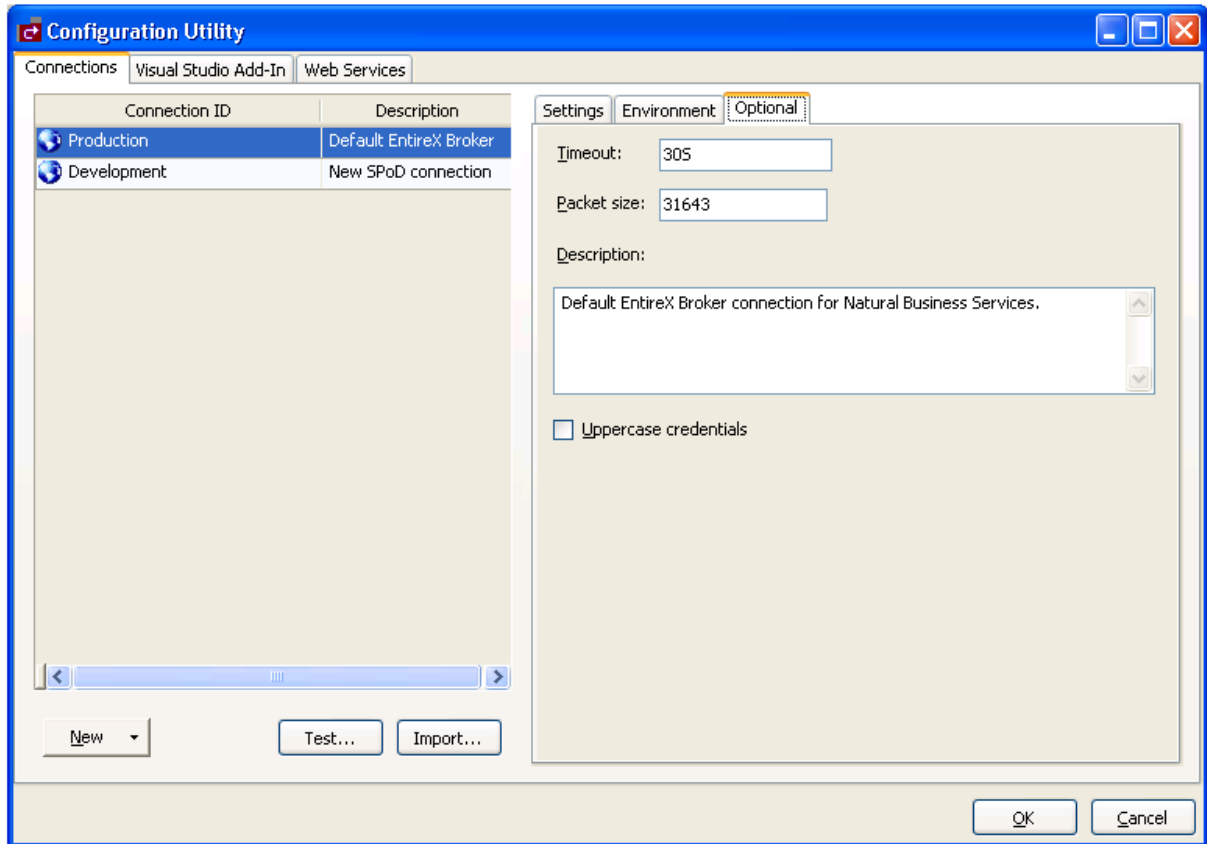 Configuration Utility
Connections Visual Studio Add-In Web Services
Connection ID Description
Production Default EntireX Broker
Development New SPoD connection
New
Test... Import...
Settings Environment Optional
Timeout: 30S
Packet size: 31643
Description:
Default EntireX Broker connection for Natural Business Services.
Uppercase credentials
OK Cancel